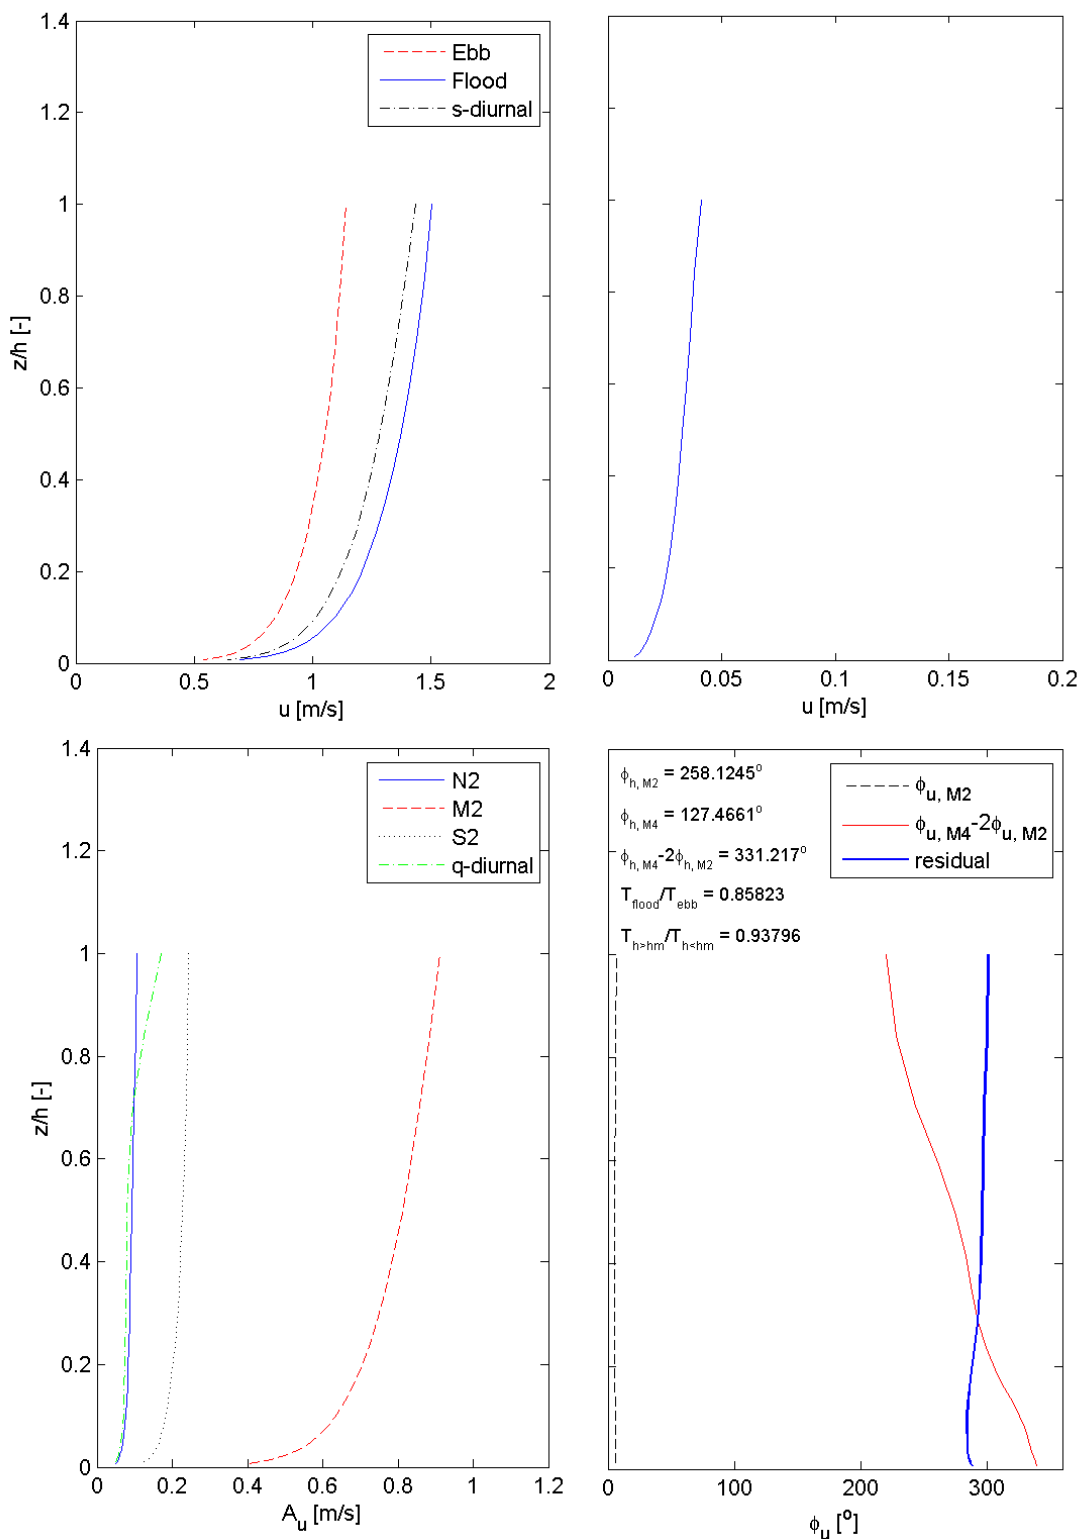 1.4
1.2
1
0.8
0.6
0.4
0.2
0
z/h [-]
Ebb
Flood
s-diurnal
0 0.5 1 1.5 2
u [m/s]
0 0.05 0.1 0.15 0.2
u [m/s]
1.4
1.2
1
0.8
0.6
0.4
0.2
0
z/h [-]
N2
M2
S2
q-diurnal
0 0.2 0.4 0.6 0.8 1 1.2
A_u [m/s]
ϕ_h, M2 = 258.1245°
ϕ_h, M4 = 127.4661°
ϕ_h, M4-2ϕ_h, M2 = 331.217°
T_flood/T_ebb = 0.85823
T_h>hm/T_h<hm = 0.93796
ϕ_u, M2
ϕ_u, M4-2ϕ_u, M2
residual
0 100 200 300
ϕ_u [°]